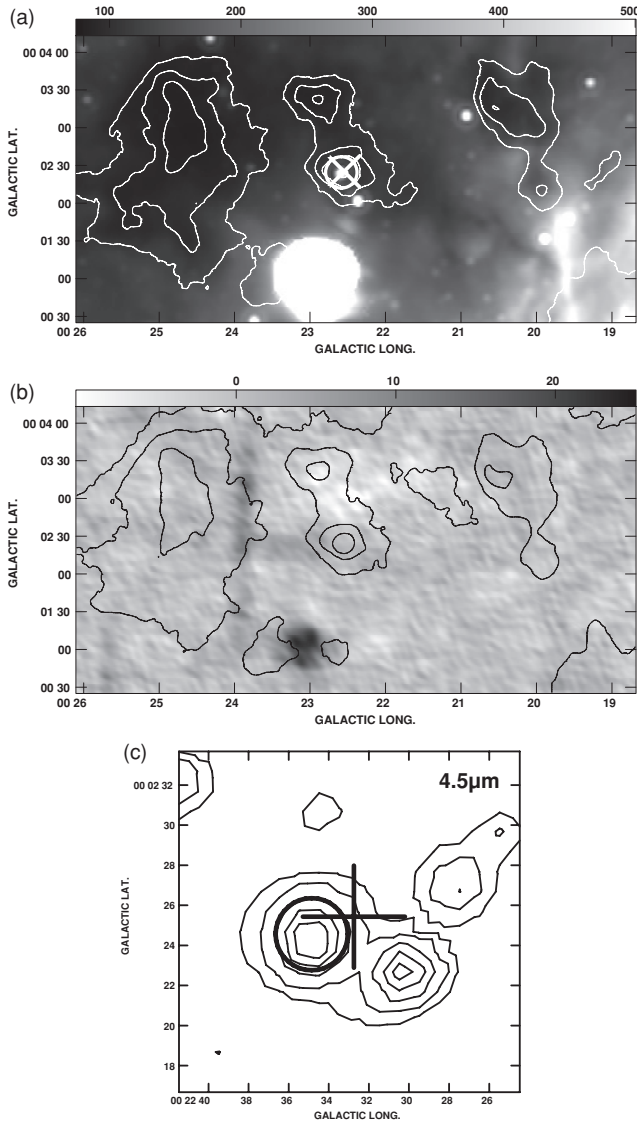 (a)
100 200 300 400 500
00 04 00
03 30
00
02 30
00
01 30
00
00 30
GALACTIC LAT.
00 26 25 24 23 22 21 20 19
GALACTIC LONG.
(b)
0 10 20
00 04 00
03 30
00
02 30
00
01 30
00
00 30
GALACTIC LAT.
00 26 25 24 23 22 21 20 19
GALACTIC LONG.
(c)
4.5μm
00 02 32
28
26
24
22
20
18
GALACTIC LAT.
00 22 40 38 36 34 32 30 28 26
GALACTIC LONG.